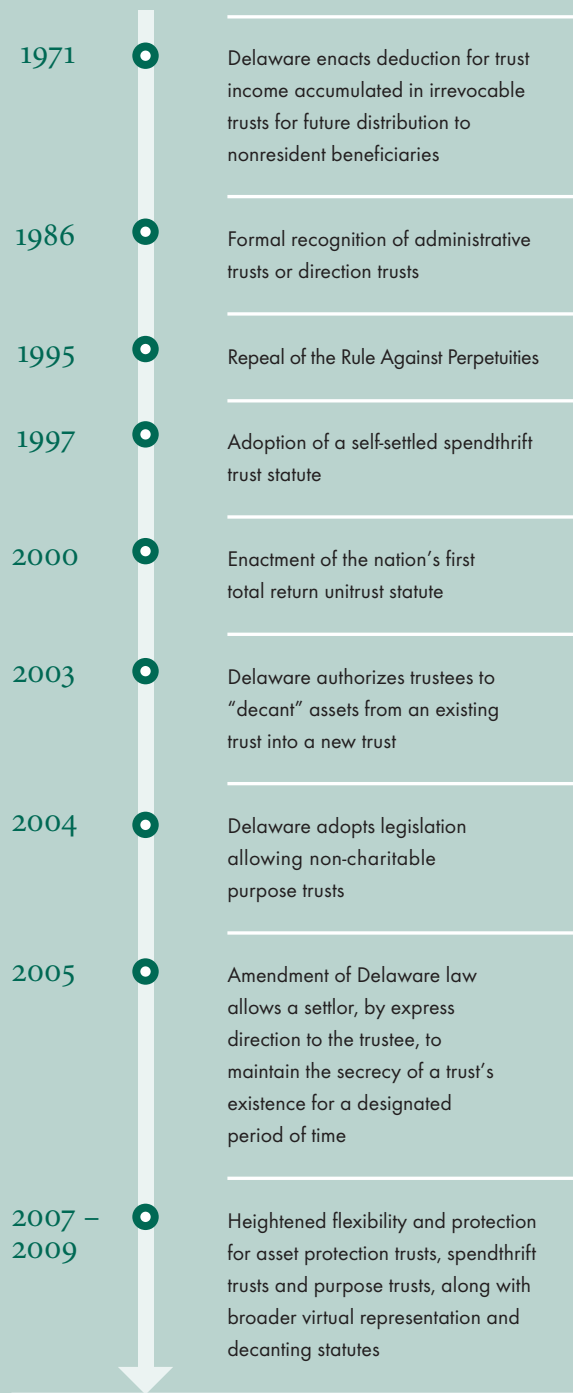 1971
Delaware enacts deduction for trust
income accumulated in irrevocable
trusts for future distribution to
nonresident beneficiaries
1986
Formal recognition of administrative
trusts or direction trusts
1995
Repeal of the Rule Against Perpetuities
1997
Adoption of a self-settled spendthrift
trust statute
2000
Enactment of the nation’s first
total return unitrust statute
2003
Delaware authorizes trustees to
“decant” assets from an existing
trust into a new trust
2004
Delaware adopts legislation
allowing non-charitable
purpose trusts
2005
Amendment of Delaware law
allows a settlor, by express
direction to the trustee, to
maintain the secrecy of a trust’s
existence for a designated
period of time
2007 –
2009
Heightened flexibility and protection
for asset protection trusts, spendthrift
trusts and purpose trusts, along with
broader virtual representation and
decanting statutes